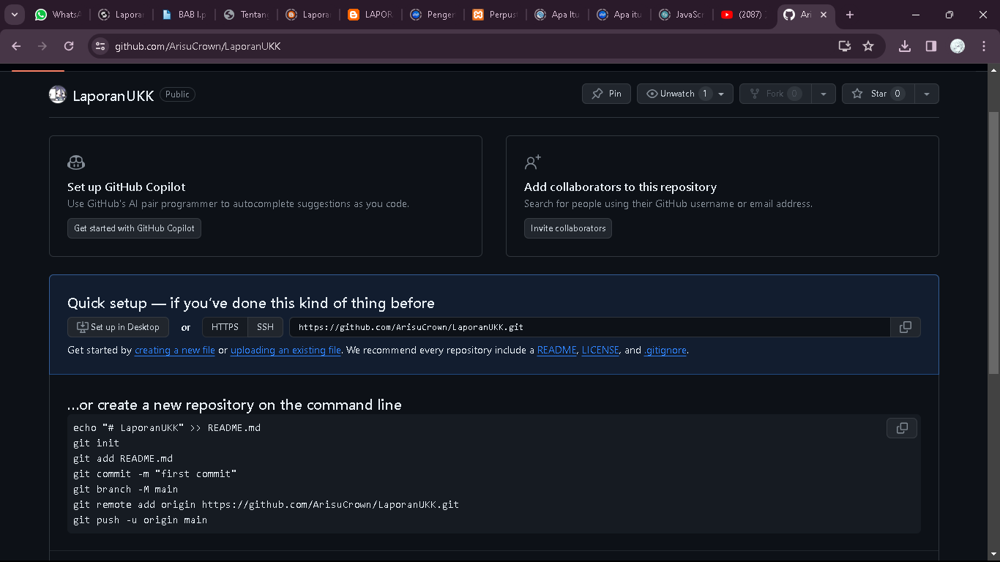 WhatsA
Laporan
BAB I.p
Tentang
Laporan
LAPOR
Penger
Perpust
Apa Itu
Apa itu
JavaScr
(2087)
Ari
github.com/ArisuCrown/LaporanUKK
LaporanUKK Public
Pin Unwatch 1 Fork 0 Star 0
Set up GitHub Copilot
Use GitHub's AI pair programmer to autocomplete suggestions as you code.
Get started with GitHub Copilot
Add collaborators to this repository
Search for people using their GitHub username or email address.
Invite collaborators
Quick setup — if you've done this kind of thing before
Set up in Desktop or HTTPS SSH https://github.com/ArisuCrown/LaporanUKK.git
Get started by creating a new file or uploading an existing file. We recommend every repository include a README, LICENSE, and .gitignore.
…or create a new repository on the command line
echo "# LaporanUKK" >> README.md
git init
git add README.md
git commit -m "first commit"
git branch -M main
git remote add origin https://github.com/ArisuCrown/LaporanUKK.git
git push -u origin main